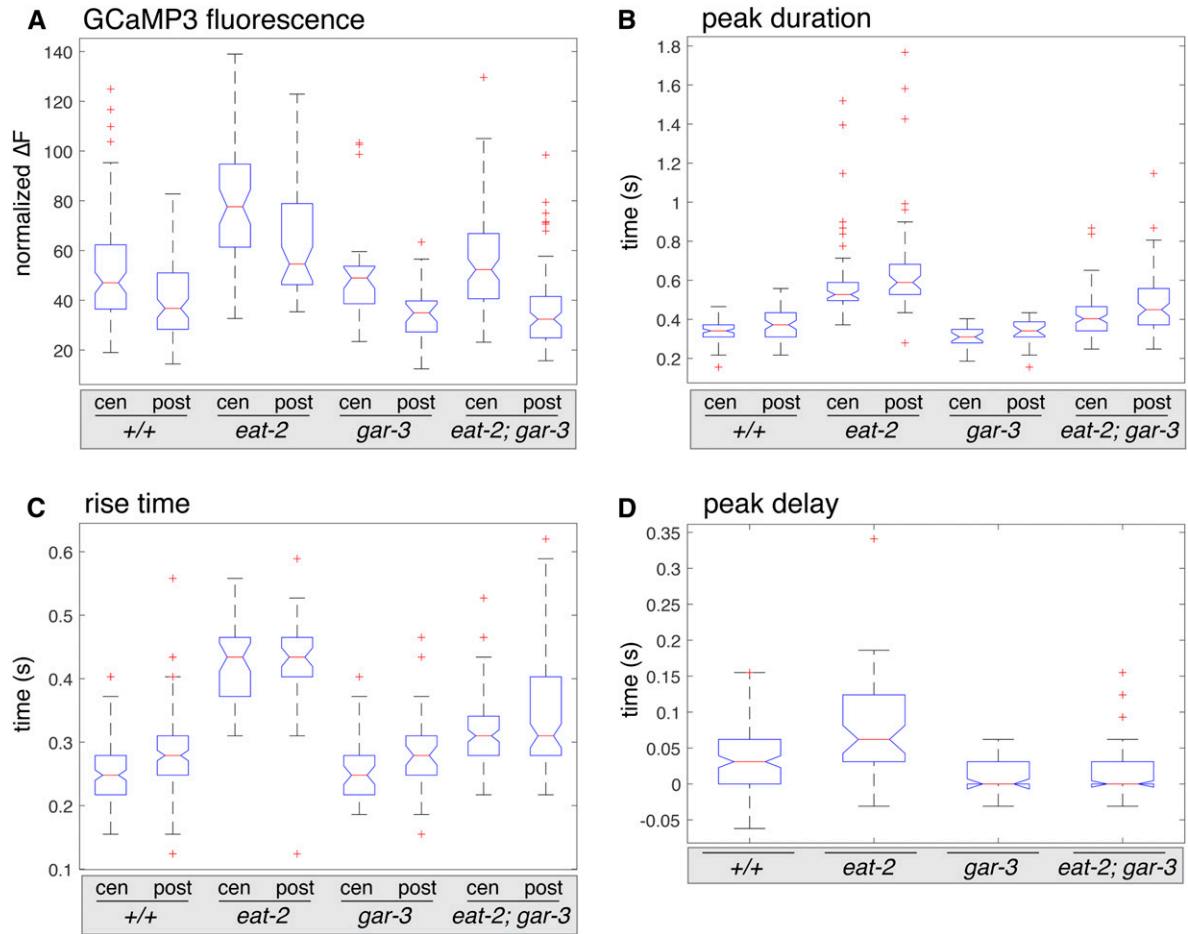 A GCaMP3 fluorescence
normalized ΔF
140
120
100
80
60
40
20
cen post cen post cen post cen post
+/+ eat-2 gar-3 eat-2; gar-3
B peak duration
time (s)
1.8
1.6
1.4
1.2
1
0.8
0.6
0.4
0.2
cen post cen post cen post cen post
+/+ eat-2 gar-3 eat-2; gar-3
C rise time
time (s)
0.6
0.5
0.4
0.3
0.2
0.1
cen post cen post cen post cen post
+/+ eat-2 gar-3 eat-2; gar-3
D peak delay
time (s)
0.35
0.3
0.25
0.2
0.15
0.1
0.05
0
-0.05
+/+ eat-2 gar-3 eat-2; gar-3